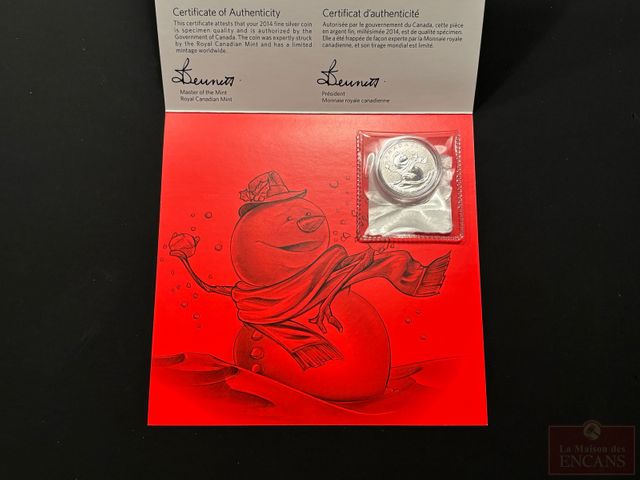 Certificate of Authenticity
This certificate attests that your 2014 fine silver coin
is specimen quality and is authorized by the
Government of Canada. The coin was expertly struck
by the Royal Canadian Mint and has a limited
mintage worldwide.
Bennett
Master of the Mint
Royal Canadian Mint
Certificat d'authenticité
Autorisée par le gouvernement du Canada, cette pièce
en argent fin, millésimée 2014, est de qualité spécimen.
Elle a été frappée de façon experte par la Monnaie royale
canadienne, et son tirage mondial est limité.
Bennett
Président
Monnaie royale canadienne
La Maison des
ENCANS